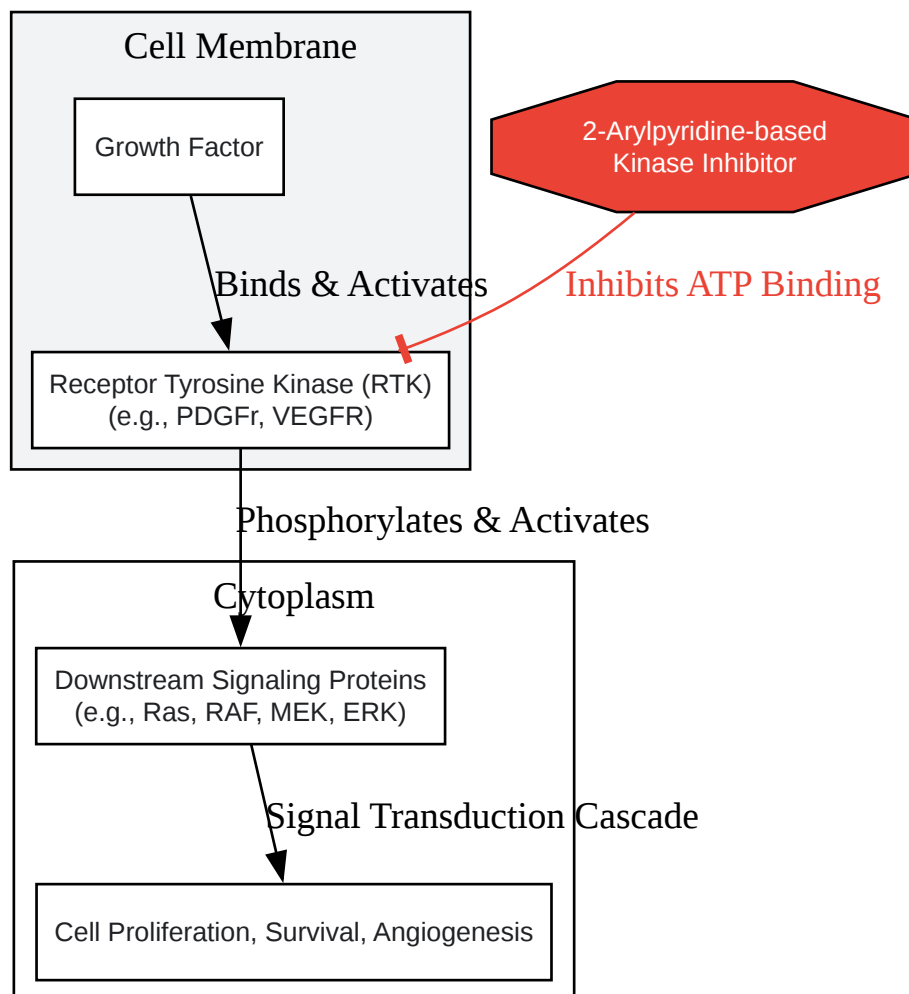 Cell Membrane
Growth Factor
2-Arylpyridine-based
Kinase Inhibitor
Binds & Activates
Inhibits ATP Binding
Receptor Tyrosine Kinase (RTK)
(e.g., PDGFr, VEGFR)
Phosphorylates & Activates
Cytoplasm
Downstream Signaling Proteins
(e.g., Ras, RAF, MEK, ERK)
Signal Transduction Cascade
Cell Proliferation, Survival, Angiogenesis